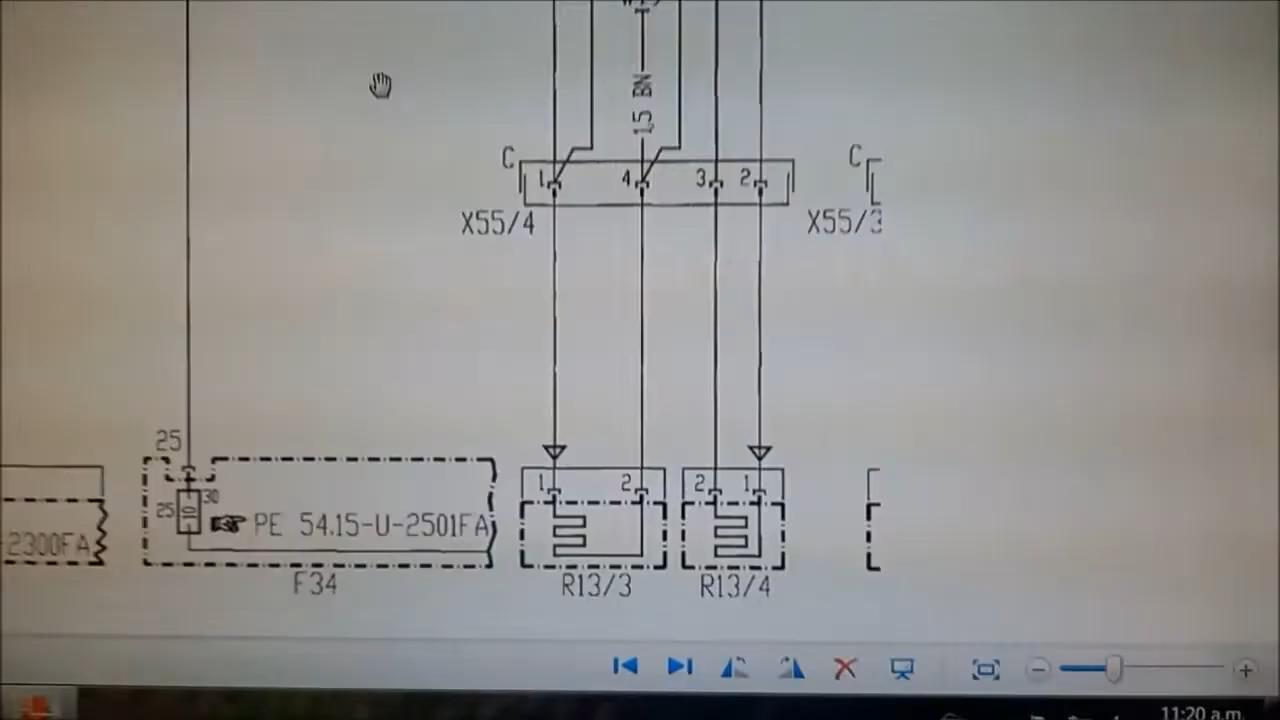 1,5 BN
C
1 4 3 2
X55/4
C
X55/3
25
25
30
PE 54.15-U-2501FA
F34
2300FA
1 2
R13/3
2 1
R13/4
11:20 a.m.